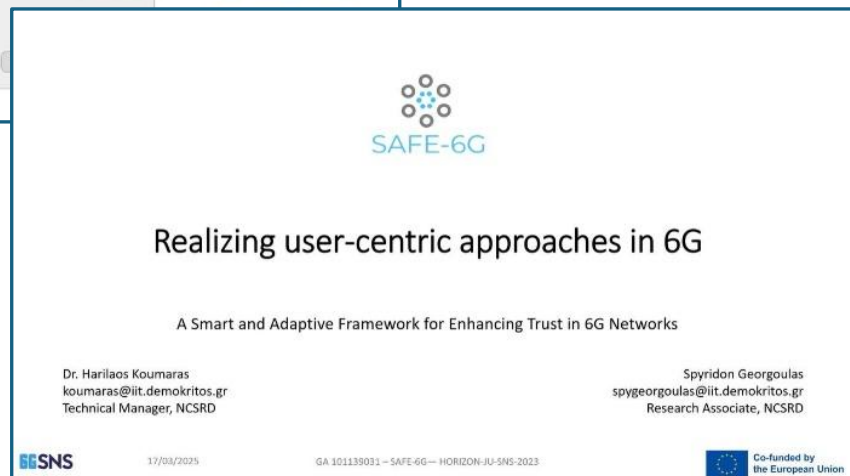 SAFE-6G
Realizing user-centric approaches in 6G
A Smart and Adaptive Framework for Enhancing Trust in 6G Networks
Dr. Harilaos Koumaras
koumaras@iit.demokritos.gr
Technical Manager, NCSRD
Spyridon Georgoulas
spygeorgoulas@iit.demokritos.gr
Research Associate, NCSRD
6GSNS
17/03/2025
GA 101139031 – SAFE-6G— HORIZON-JU-SNS-2023
Co-funded by
the European Union